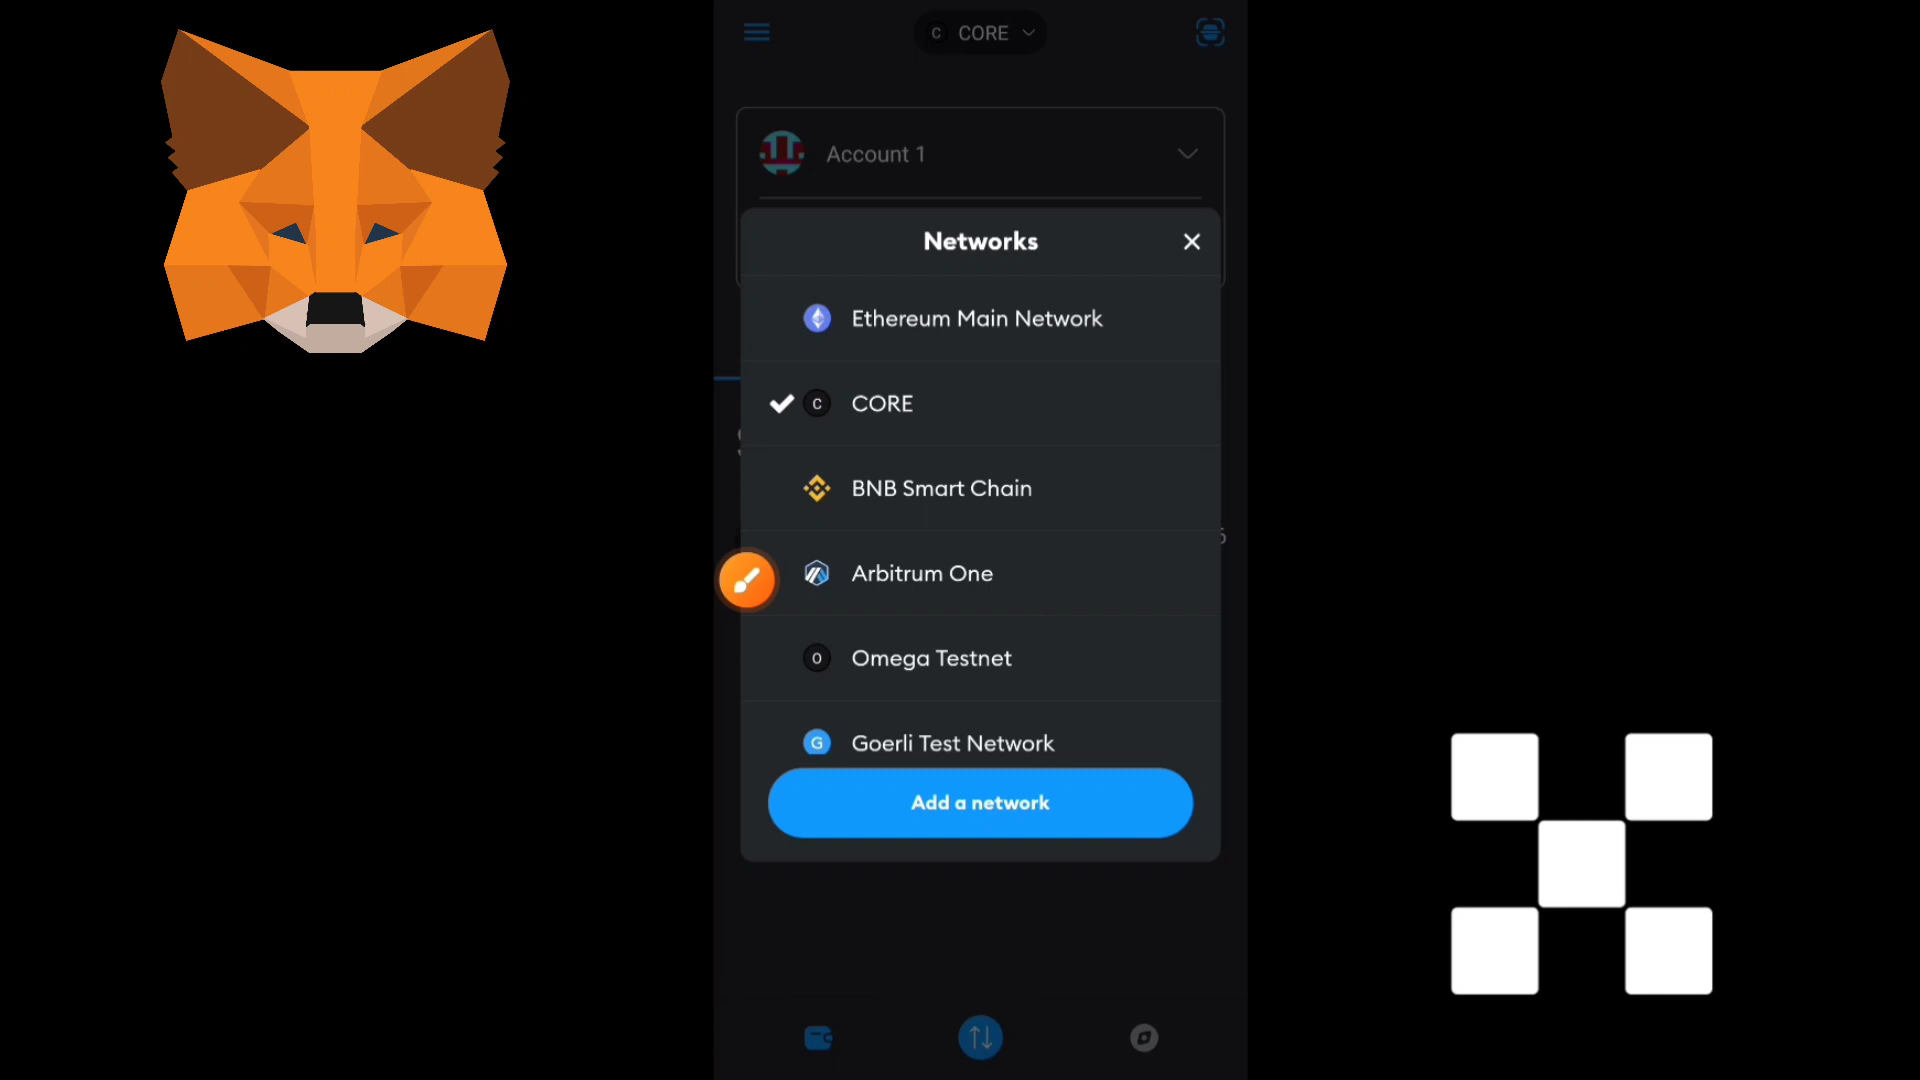 C CORE
Account 1
Networks
Ethereum Main Network
C CORE
BNB Smart Chain
Arbitrum One
O Omega Testnet
G Goerli Test Network
Add a network